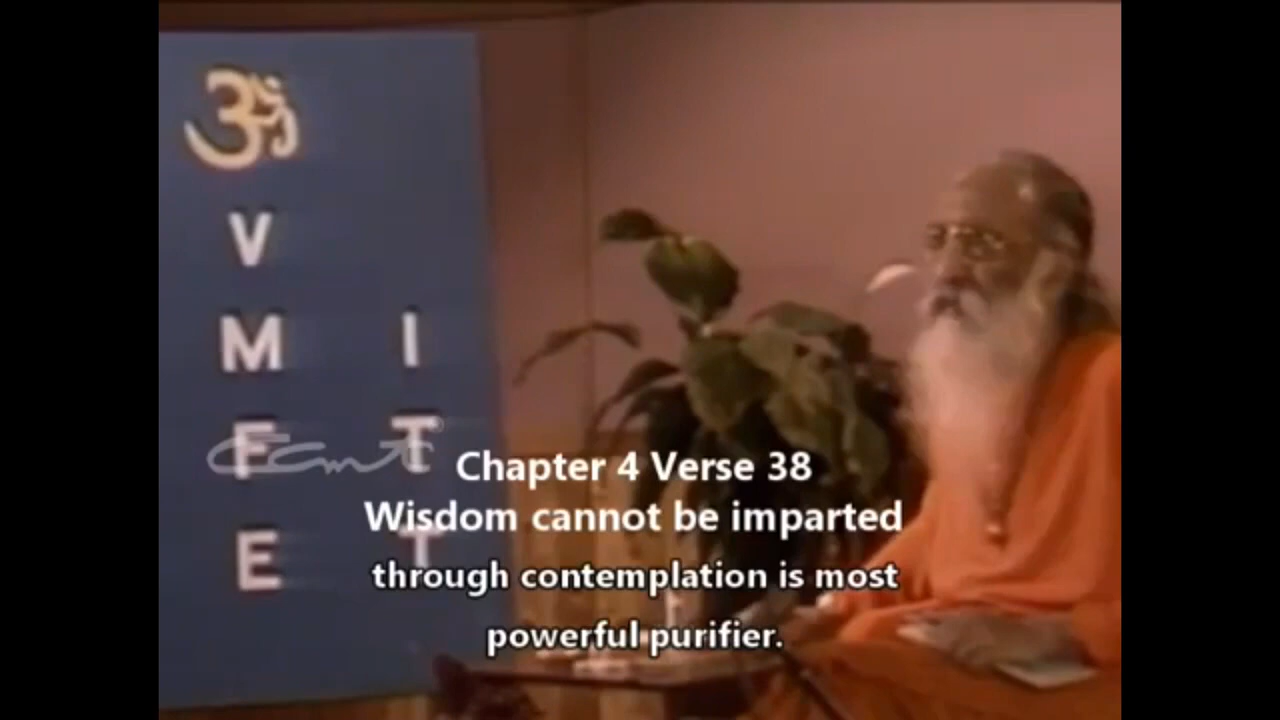 ॐ
V
M I
F T
E T
Chapter 4 Verse 38
Wisdom cannot be imparted
through contemplation is most
powerful purifier.